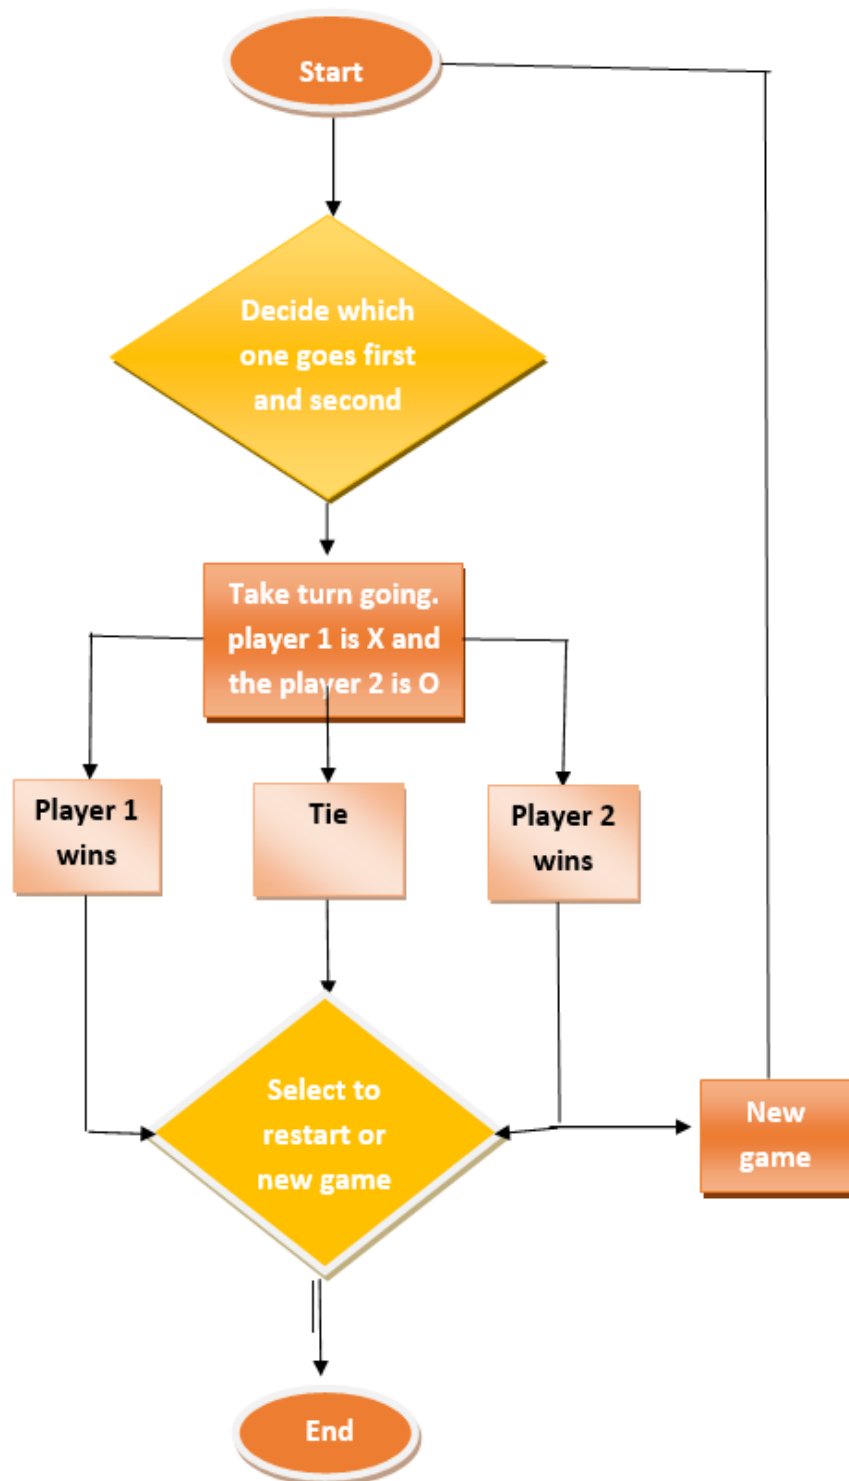 Start
Decide which
one goes first
and second
Take turn going.
player 1 is X and
the player 2 is O
Player 1
wins
Tie
Player 2
wins
Select to
restart or
new game
New
game
End